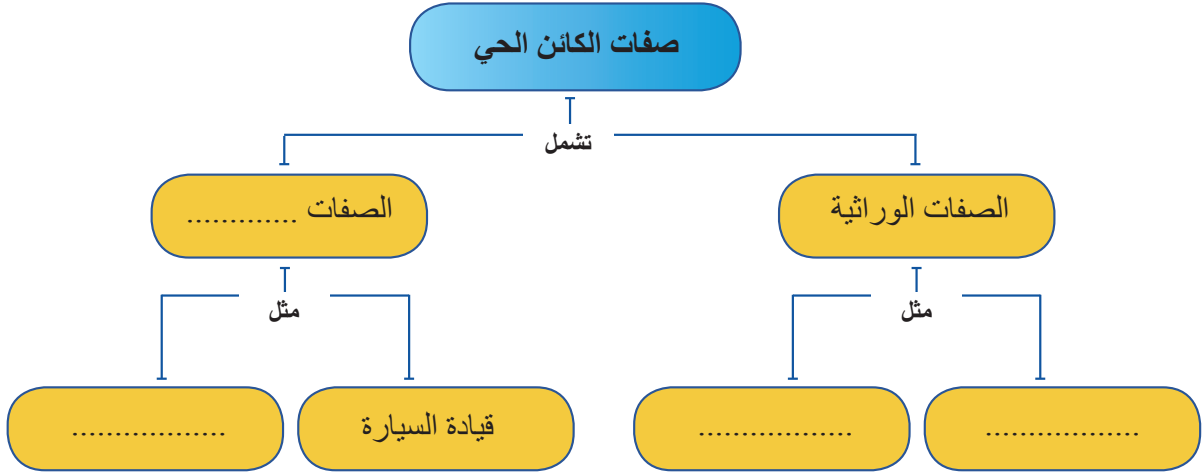 صفات الكائن الحي
تشمل
الصفات الوراثية
الصفات .............
مثل
مثل
.................
.................
قيادة السيارة
.................